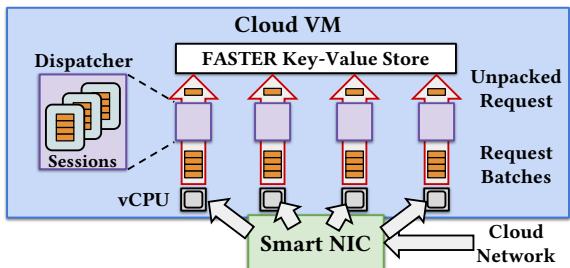 Cloud VM
Dispatcher
FASTER Key-Value Store
Unpacked
Request
Sessions
Request
Batches
vCPU
Smart NIC
Cloud
Network